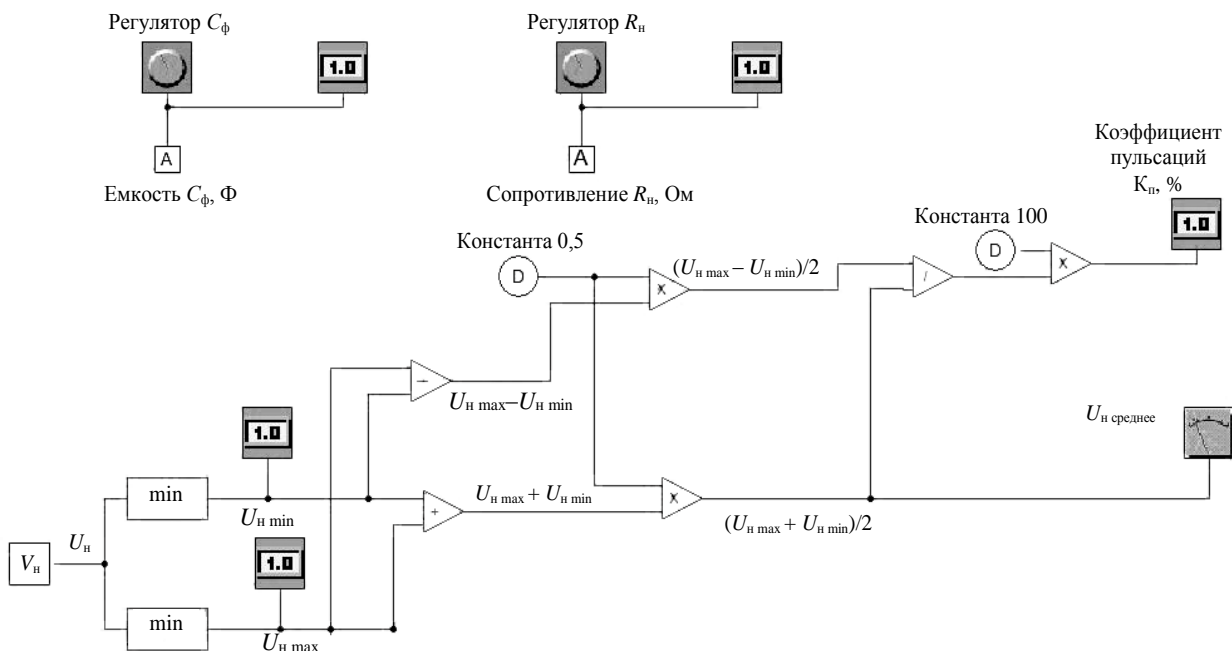 Регулятор Cф
Регулятор Rн
1.0
1.0
A
A
Емкость Cф, Ф
Сопротивление Rн, Ом
Коэффициент
пульсаций
Кп, %
1.0
Константа 0,5
Константа 100
D
D
(Uн max – Uн min)/2
×
/
×
–
Uн max–Uн min
1.0
Uн среднее
min
Uн min
+
Uн max + Uн min
×
(Uн max + Uн min)/2
Vн
Uн
1.0
min
Uн max